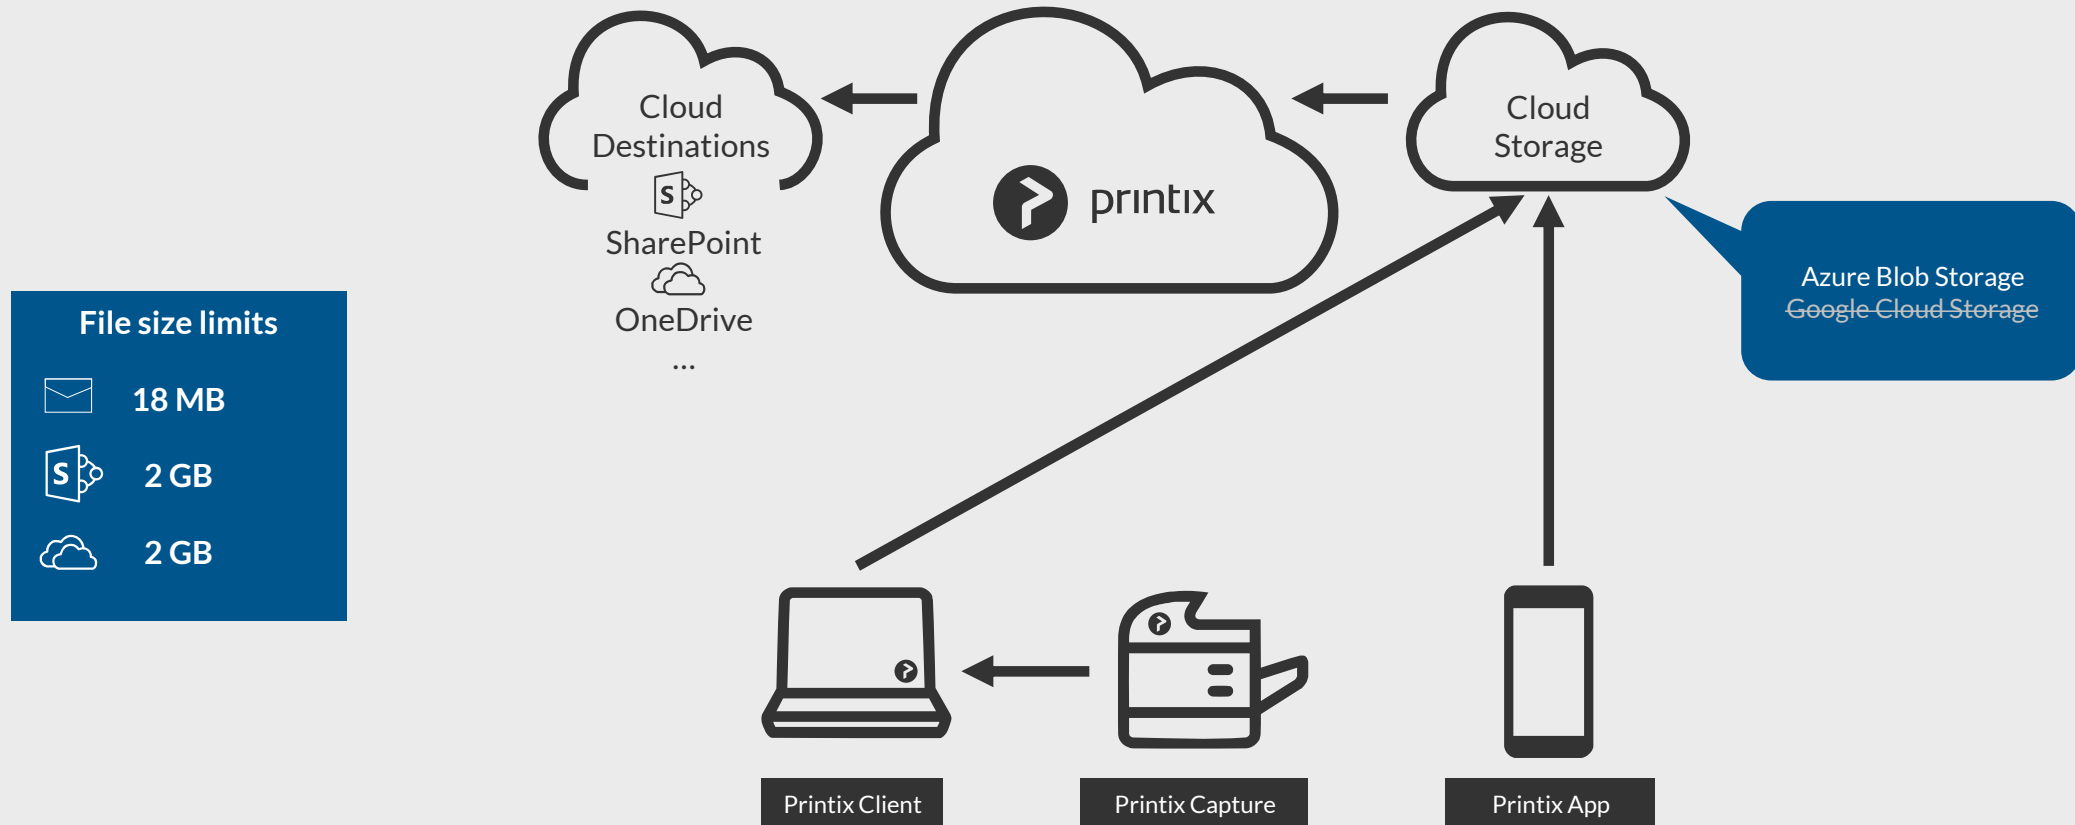 Cloud
Destinations
SharePoint
OneDrive
...
printix
Cloud
Storage
Azure Blob Storage
Google Cloud Storage
File size limits
18 MB
S
2 GB
2 GB
Printix Client
Printix Capture
Printix App